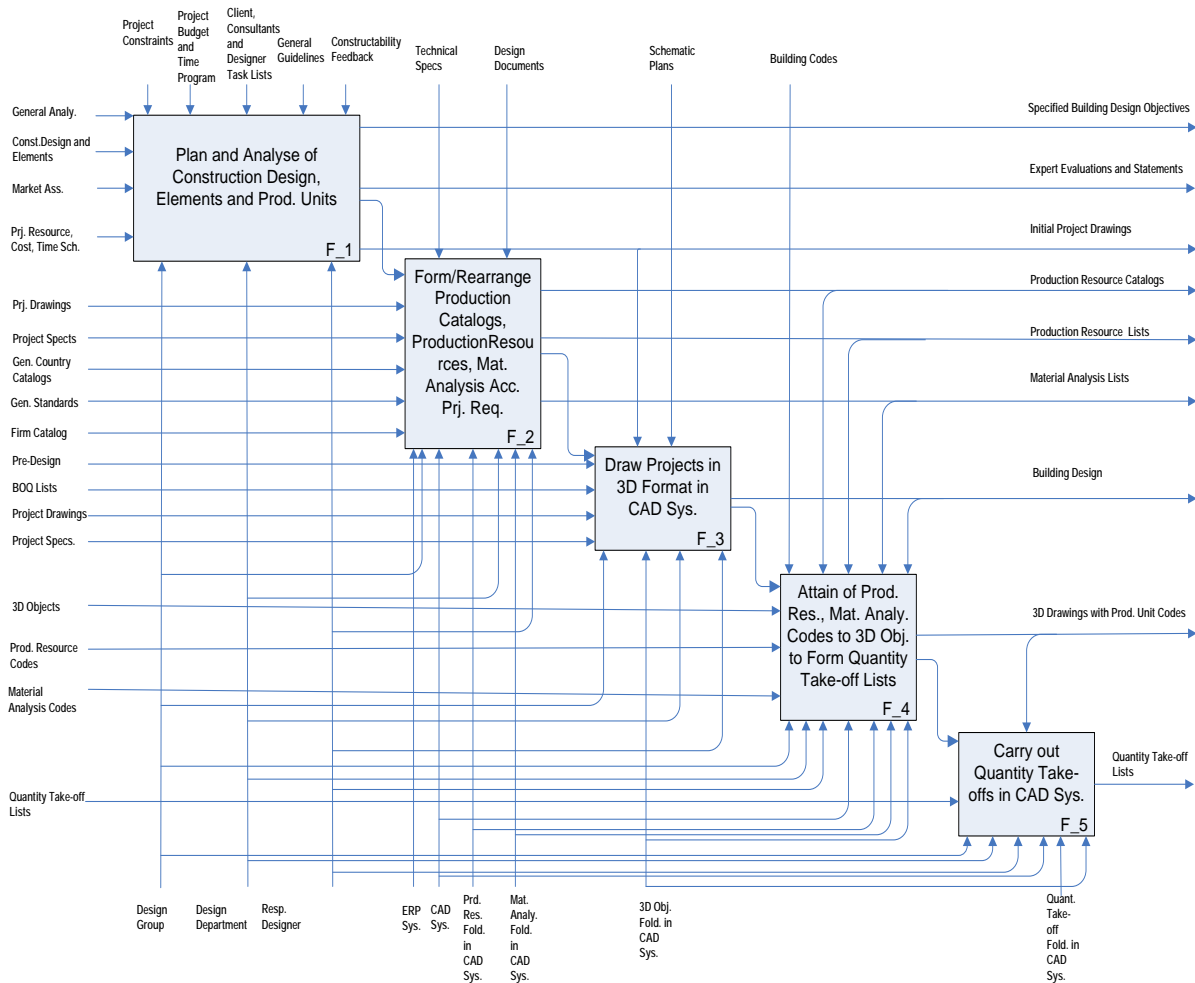 Project
Constraints
Project
Budget
and
Time
Program
Client,
Consultants
and
Designer
Task Lists
General
Guidelines
Constructability
Feedback
Technical
Specs
Design
Documents
Schematic
Plans
Building Codes
General Analy.
Const.Design and
Elements
Market Ass.
Prj. Resource,
Cost, Time Sch.
Plan and Analyse of
Construction Design,
Elements and Prod. Units
F_1
Specified Building Design Objectives
Expert Evaluations and Statements
Initial Project Drawings
Production Resource Catalogs
Production Resource Lists
Material Analysis Lists
Prj. Drawings
Project Spects
Gen. Country
Catalogs
Gen. Standards
Firm Catalog
Form/Rearrange
Production
Catalogs,
ProductionResou
rces, Mat.
Analysis Acc.
Prj. Req.
F_2
Pre-Design
BOQ Lists
Project Drawings
Project Specs.
Draw Projects in
3D Format in
CAD Sys.
F_3
Building Design
3D Objects
Prod. Resource
Codes
Material
Analysis Codes
Attain of Prod.
Res., Mat. Analy.
Codes to 3D Obj.
to Form Quantity
Take-off Lists
F_4
3D Drawings with Prod. Unit Codes
Quantity Take-off
Lists
Carry out
Quantity Take-
offs in CAD Sys.
F_5
Quantity Take-off
Lists
Design
Group
Design
Department
Resp.
Designer
ERP
Sys.
CAD
Sys.
Prd.
Res.
Fold.
in
CAD
Sys.
Mat.
Analy.
Fold.
in
CAD
Sys.
3D Obj.
Fold. in
CAD
Sys.
Quant.
Take-
off
Fold. in
CAD
Sys.